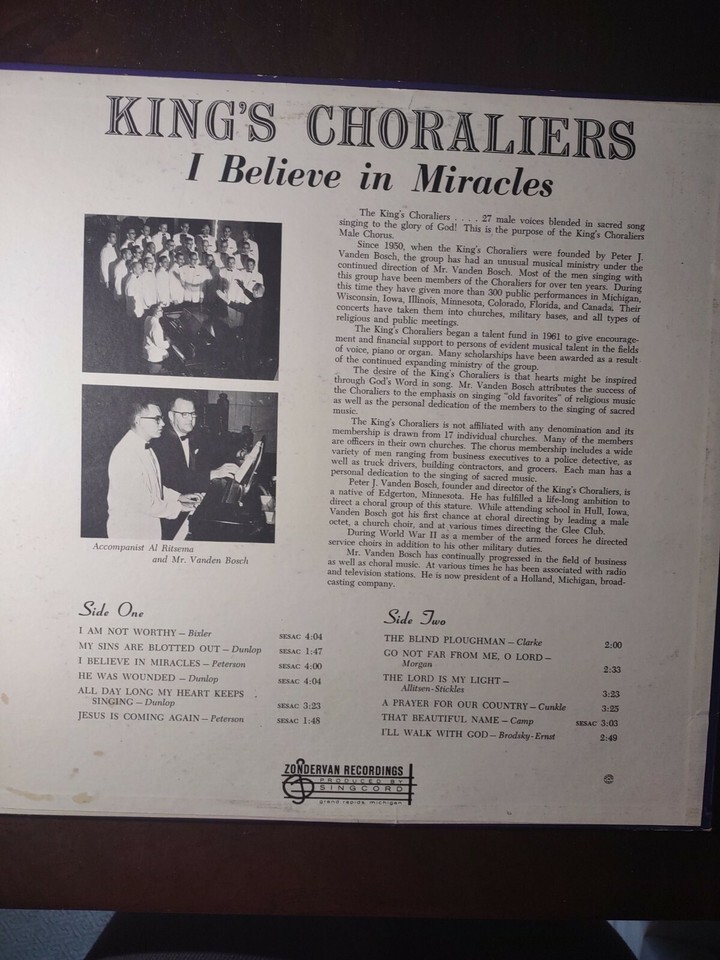 KING'S CHORALIERS
I Believe in Miracles
The King's Choraliers . . . . 27 male voices blended in sacred song
singing to the glory of God! This is the purpose of the King's Choraliers
Male Chorus.
Since 1950, when the King's Choraliers were founded by Peter J.
Vanden Bosch, the group has had an unusual musical ministry under the
continued direction of Mr. Vanden Bosch. Most of the men singing with
this group have been members of the Choraliers for over ten years. During
this time they have given more than 300 public performances in Michigan,
Wisconsin, Iowa, Illinois, Minnesota, Colorado, Florida, and Canada. Their
concerts have taken them into churches, military bases, and all types of
religious and public meetings.
The King's Choraliers began a talent fund in 1961 to give encourage-
ment and financial support to persons of evident musical talent in the fields
of voice, piano or organ. Many scholarships have been awarded as a result
of the continued expanding ministry of the group.
The desire of the King's Choraliers is that hearts might be inspired
through God's Word in song. Mr. Vanden Bosch attributes the success of
the Choraliers to the emphasis on singing "old favorites" of religious music
as well as the personal dedication of the members to the singing of sacred
music.
The King's Choraliers is not affiliated with any denomination and its
membership is drawn from 17 individual churches. Many of the members
are officers in their own churches. The chorus membership includes a wide
variety of men ranging from business executives to a police detective, as
well as truck drivers, building contractors, and grocers. Each man has a
personal dedication to the singing of sacred music.
Peter J. Vanden Bosch, founder and director of the King's Choraliers, is
a native of Edgerton, Minnesota. He has fulfilled a life-long ambition to
direct a choral group of this stature. While attending school in Hull, Iowa,
Vanden Bosch got his first chance at choral directing by leading a male
octet, a church choir, and at various times directing the Glee Club.
During World War II as a member of the armed forces he directed
service choirs in addition to his other military duties.
Mr. Vanden Bosch has continually progressed in the field of business
as well as choral music. At various times he has been associated with radio
and television stations. He is now president of a Holland, Michigan, broad-
casting company.
Accompanist Al Ritsema
and Mr. Vanden Bosch
Side One
I AM NOT WORTHY — Bixler SESAC 4:04
MY SINS ARE BLOTTED OUT — Dunlop SESAC 1:47
I BELIEVE IN MIRACLES — Peterson SESAC 4:00
HE WAS WOUNDED — Dunlop SESAC 4:04
ALL DAY LONG MY HEART KEEPS
SINGING — Dunlop SESAC 3:23
JESUS IS COMING AGAIN — Peterson SESAC 1:48
Side Two
THE BLIND PLOUGHMAN — Clarke 2:00
GO NOT FAR FROM ME, O LORD —
Morgan 2:33
THE LORD IS MY LIGHT —
Allitsen-Stickles 3:23
A PRAYER FOR OUR COUNTRY — Cunkle 3:25
THAT BEAUTIFUL NAME — Camp SESAC 3:03
I'LL WALK WITH GOD — Brodsky-Ernst 2:49
ZONDERVAN RECORDINGS
PRODUCED BY
SINGCORD
grand rapids, michigan